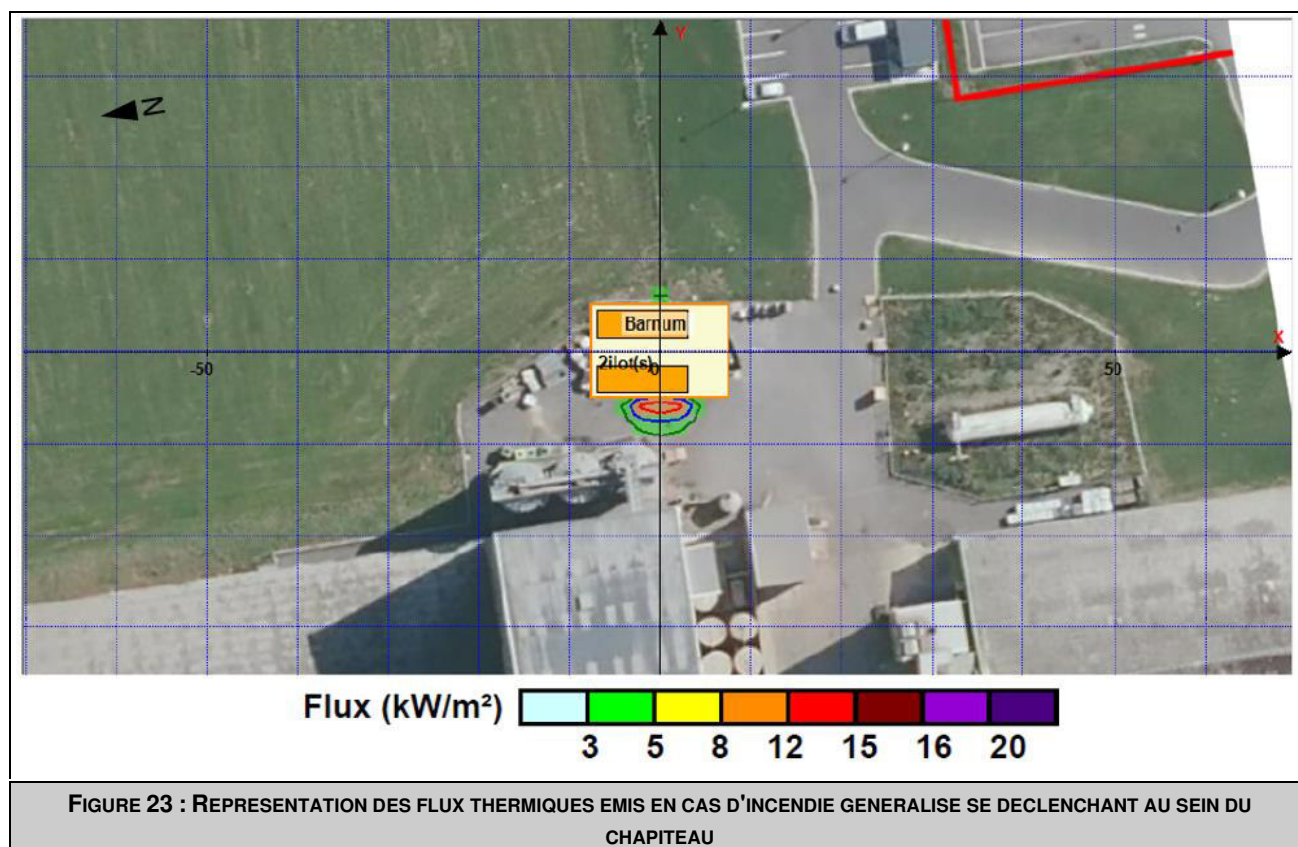 Y
N
Barnum
2ilot(s)
-50
0
50
X
Flux (kW/m²)
3 5 8 12 15 16 20
FIGURE 23 : REPRESENTATION DES FLUX THERMIQUES EMIS EN CAS D'INCENDIE GENERALISE SE DECLENCHANT AU SEIN DU
CHAPITEAU